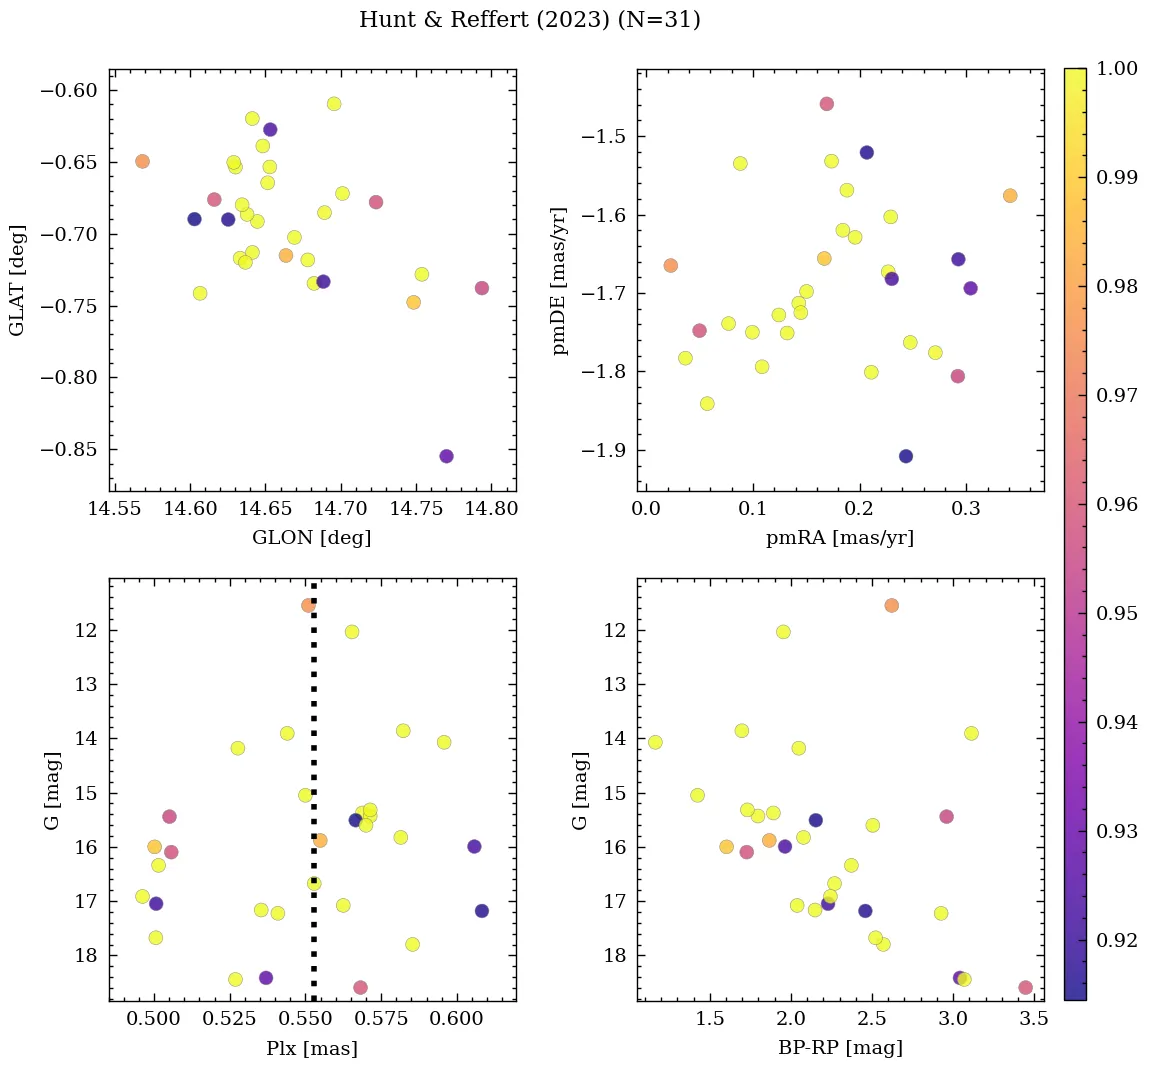 Hunt & Reffert (2023) (N=31)
−0.60
−0.65
−0.70
−0.75
−0.80
−0.85
GLAT [deg]
14.55 14.60 14.65 14.70 14.75 14.80
GLON [deg]
−1.5
−1.6
−1.7
−1.8
−1.9
pmDE [mas/yr]
0.0 0.1 0.2 0.3
pmRA [mas/yr]
12
13
14
15
16
17
18
G [mag]
0.500 0.525 0.550 0.575 0.600
Plx [mas]
12
13
14
15
16
17
18
G [mag]
1.5 2.0 2.5 3.0 3.5
BP-RP [mag]
1.00
0.99
0.98
0.97
0.96
0.95
0.94
0.93
0.92